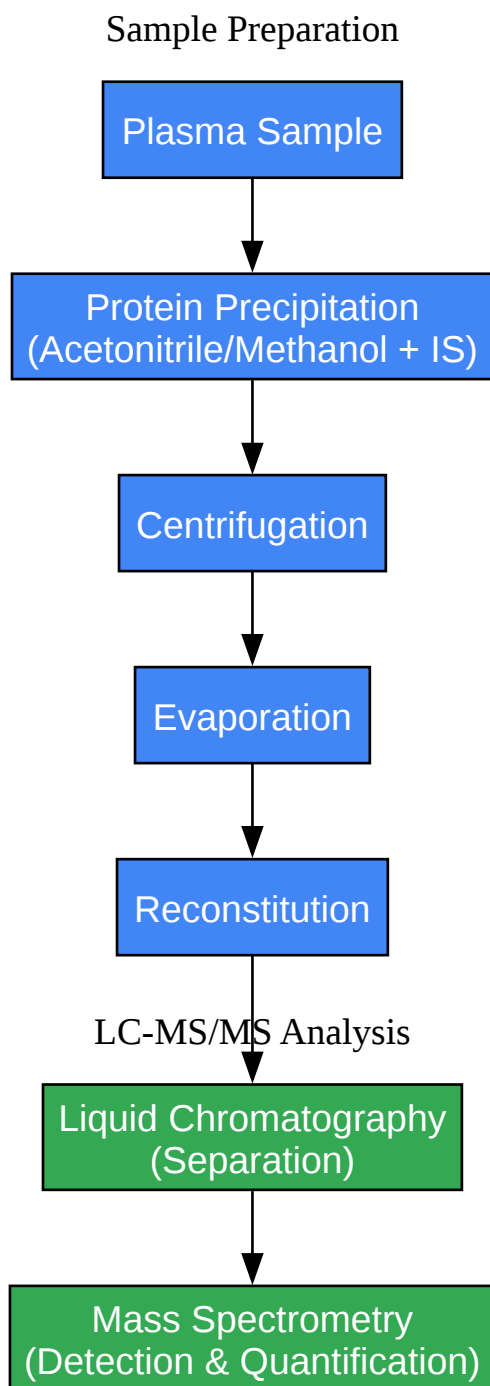 Sample Preparation
Plasma Sample
Protein Precipitation
(Acetonitrile/Methanol + IS)
Centrifugation
Evaporation
Reconstitution
LC-MS/MS Analysis
Liquid Chromatography
(Separation)
Mass Spectrometry
(Detection & Quantification)